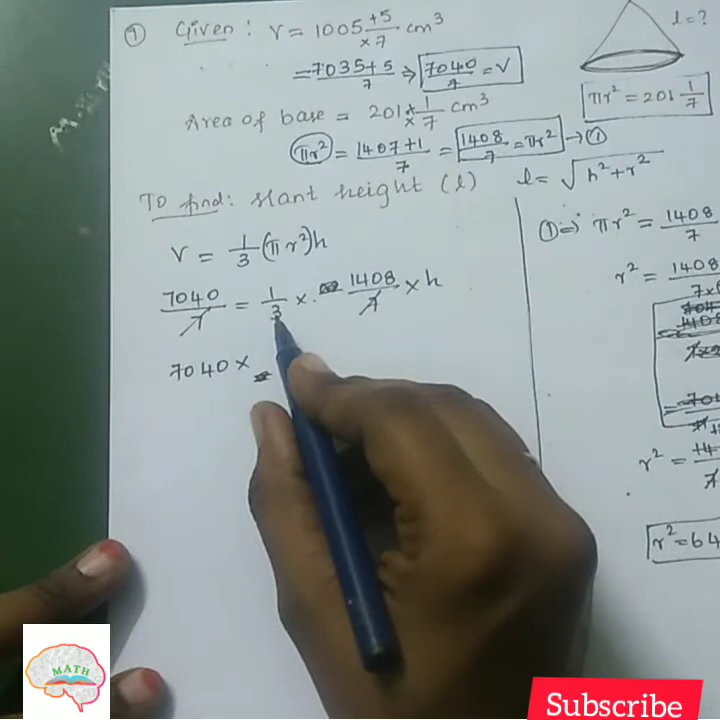 ⑦ Given : V = 1005 +5/×7 cm³
= 7035+5/7 ⇒ 7040/7 = V
l = ?
πr² = 201 1/7
Area of base = 201 × 1/7 cm³
πr² = 1407+1/7 = 1408/7 = πr² → ①
To find: slant height (l) l = √h²+r²
V = 1/3 (πr²)h
7040/7 = 1/3 × 1408/7 × h
7040 ×
① ⇒ πr² = 1408/7
r² = 1408
r² =
r² = 64
MATH
Subscribe